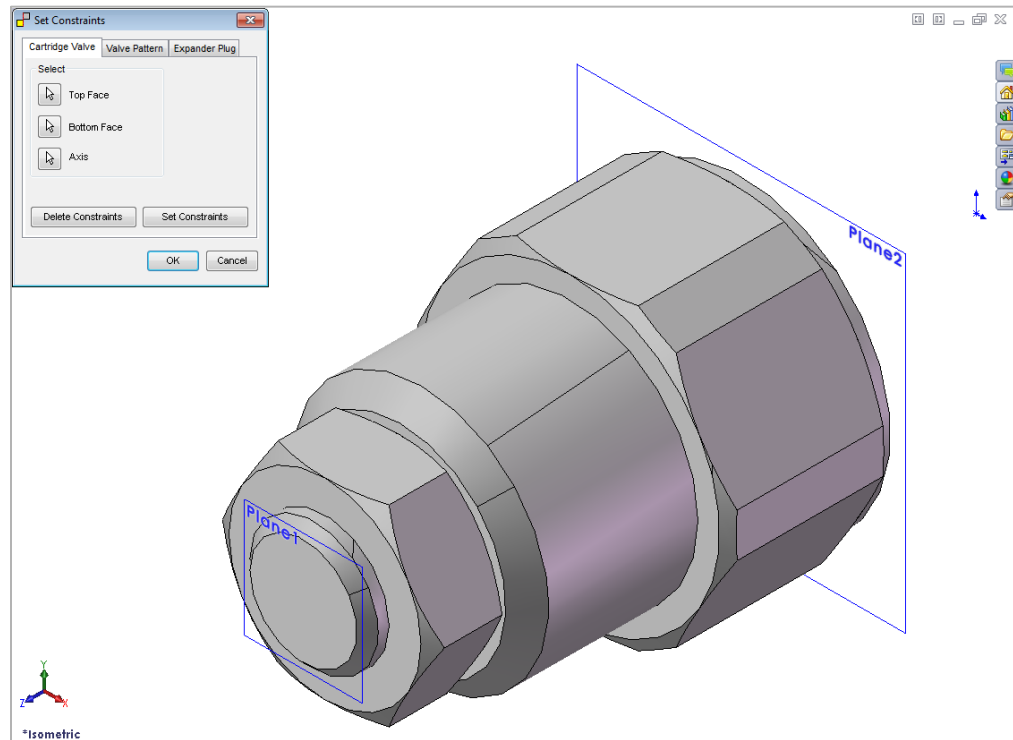 Set Constraints
Cartridge Valve Valve Pattern Expander Plug
Select
Top Face
Bottom Face
Axis
Delete Constraints Set Constraints
OK Cancel
Plane2
Plane1
Y
Z X
*Isometric